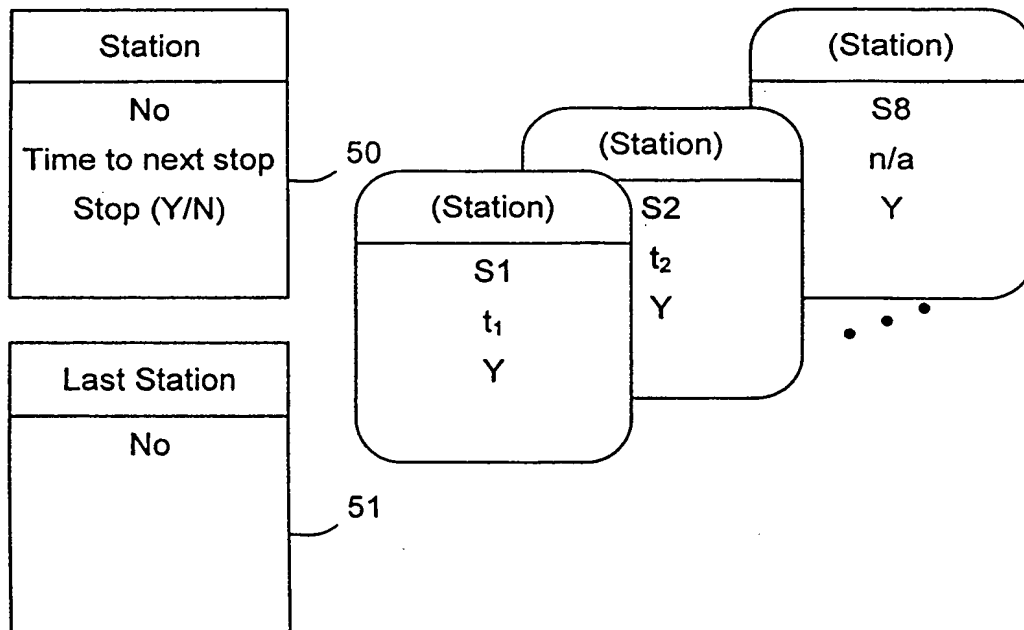 Station
No
Time to next stop
Stop (Y/N)
50
Last Station
No
51
(Station)
S1
t₁
Y
(Station)
S2
t₂
Y
(Station)
S8
n/a
Y